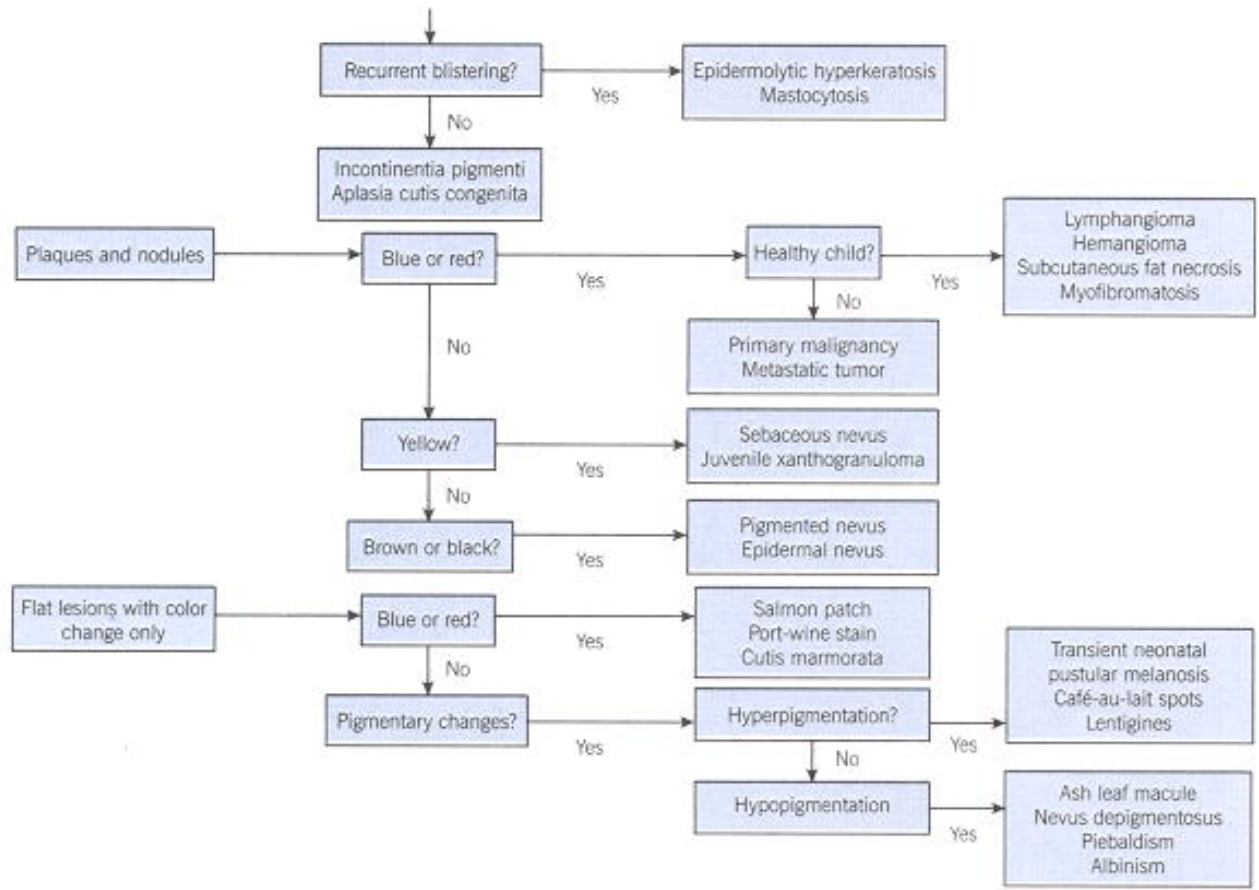 Recurrent blistering?
Yes
Epidermolytic hyperkeratosis
Mastocytosis
No
Incontinentia pigmenti
Aplasia cutis congenita
Plaques and nodules
Blue or red?
Yes
Healthy child?
Yes
Lymphangioma
Hemangioma
Subcutaneous fat necrosis
Myofibromatosis
No
Primary malignancy
Metastatic tumor
No
Yellow?
Yes
Sebaceous nevus
Juvenile xanthogranuloma
No
Brown or black?
Yes
Pigmented nevus
Epidermal nevus
Flat lesions with color
change only
Blue or red?
Yes
Salmon patch
Port-wine stain
Cutis marmorata
No
Pigmentary changes?
Yes
Hyperpigmentation?
Yes
Transient neonatal
pustular melanosis
Café-au-lait spots
Lentigines
No
Hypopigmentation
Yes
Ash leaf macule
Nevus depigmentosus
Piebaldism
Albinism